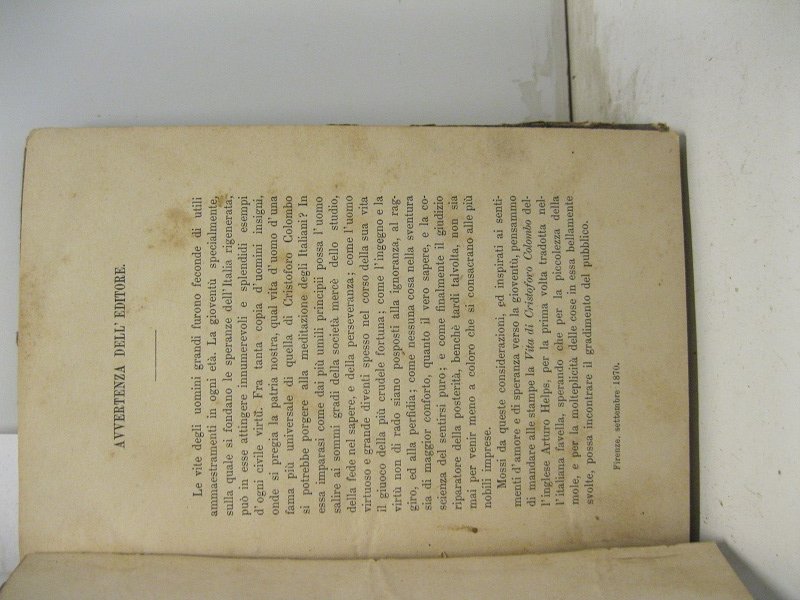 AVVERTENZA DELL' EDITORE.
Le vite degli uomini grandi furono feconde di utili
ammaestramenti in ogni età. La gioventù specialmente,
sulla quale si fondano le speranze dell'Italia rigenerata,
può in esse attingere innumerevoli e splendidi esempi
d'ogni civile virtù. Fra tanta copia d'uomini insigni,
onde si pregia la patria nostra, qual vita d'uomo d'una
fama più universale di quella di Cristoforo Colombo
si potrebbe porgere alla meditazione degli Italiani? In
essa imparasi come dai più umili principii possa l'uomo
salire ai sommi gradi della società mercè dello studio,
della fede nel sapere, e della perseveranza; come l'uomo
virtuoso e grande diventi spesso nel corso della sua vita
il giuoco della più crudele fortuna; come l'ingegno e la
virtù non di rado siano posposti alla ignoranza, al rag-
giro, ed alla perfidia; come nessuna cosa nella sventura
sia di maggior conforto, quanto il vero sapere, e la co-
scienza del sentirsi puro; e come finalmente il giudizio
riparatore della posterità, benchè tardi talvolta, non sia
mai per venir meno a coloro che si consacrano alle più
nobili imprese.
Mossi da queste considerazioni, ed inspirati ai senti-
menti d'amore e di speranza verso la gioventù, pensammo
di mandare alle stampe la Vita di Cristoforo Colombo del-
l'inglese Arturo Helps, per la prima volta tradotta nel-
l'italiana favella, sperando che per la piccolezza della
mole, e per la molteplicità delle cose in essa bellamente
svolte, possa incontrare il gradimento del pubblico.
Firenze, settembre 1870.